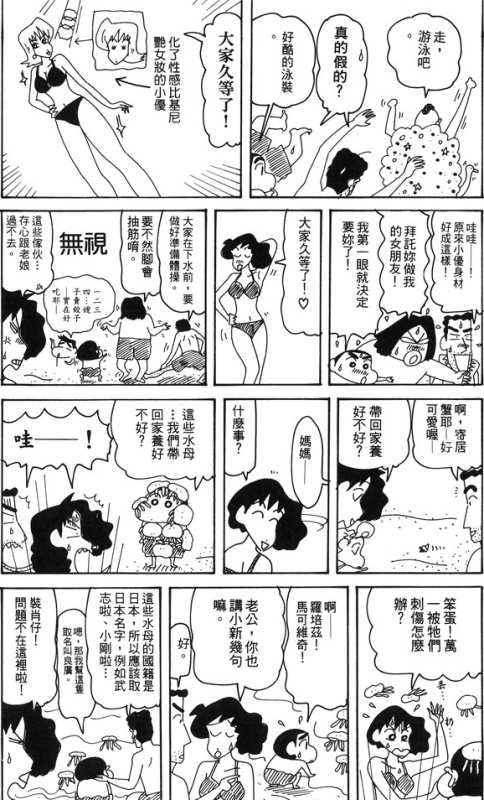 走，
游泳吧
。
真的假的？
好酷的泳裝
。
大家久等了！
化了性感比基尼
艷女妝的小優
哇哇——！
原來小優身材
好成這樣！
拜託妳做我
的女朋友！
我第一眼就決定
要妳了！
大家久等了！♡
大家在下水前，要
做好準備體操。
要不然腳會
抽筋唷。
一二三
四…嫂
子賣餃子
實在好
吃耶——
無視
這些傢伙…
存心跟老娘
過不去。
啊，寄居
蟹耶——好
可愛喔——
帶回家養
好不好？
媽媽——
什麼事？
這些水母
…我們帶
回家養好
不好？
哇——！
笨蛋！萬
一被牠們
刺傷怎麼
辦？
丟
扔
啊——
羅培茲！
馬可維奇！
老公，你也
講小新幾句
嘛。
好。
這些水母的國籍是
日本，所以應該取
日本名字，例如武
志啦、小剛啦。
嗯，那我幫這隻
取名叫良廣。
裝肖仔！
問題不在這裡啦！